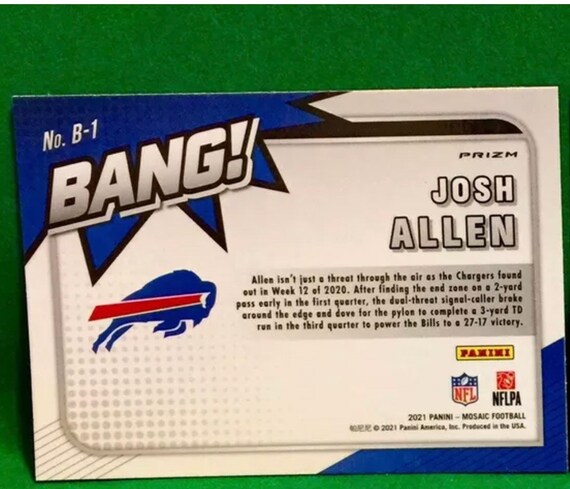 No. B-1
BANG!
PRIZM
JOSH
ALLEN
Allen isn't just a threat through the air as the Chargers found
out in Week 12 of 2020. After finding the end zone on a 2-yard
pass early in the first quarter, the dual-threat signal-caller broke
around the edge and dove for the pylon to complete a 3-yard TD
run in the third quarter to power the Bills to a 27-17 victory.
PANINI
NFL
NFLPA
2021 PANINI – MOSAIC FOOTBALL
帕尼尼 © 2021 Panini America, Inc. Produced in the USA.